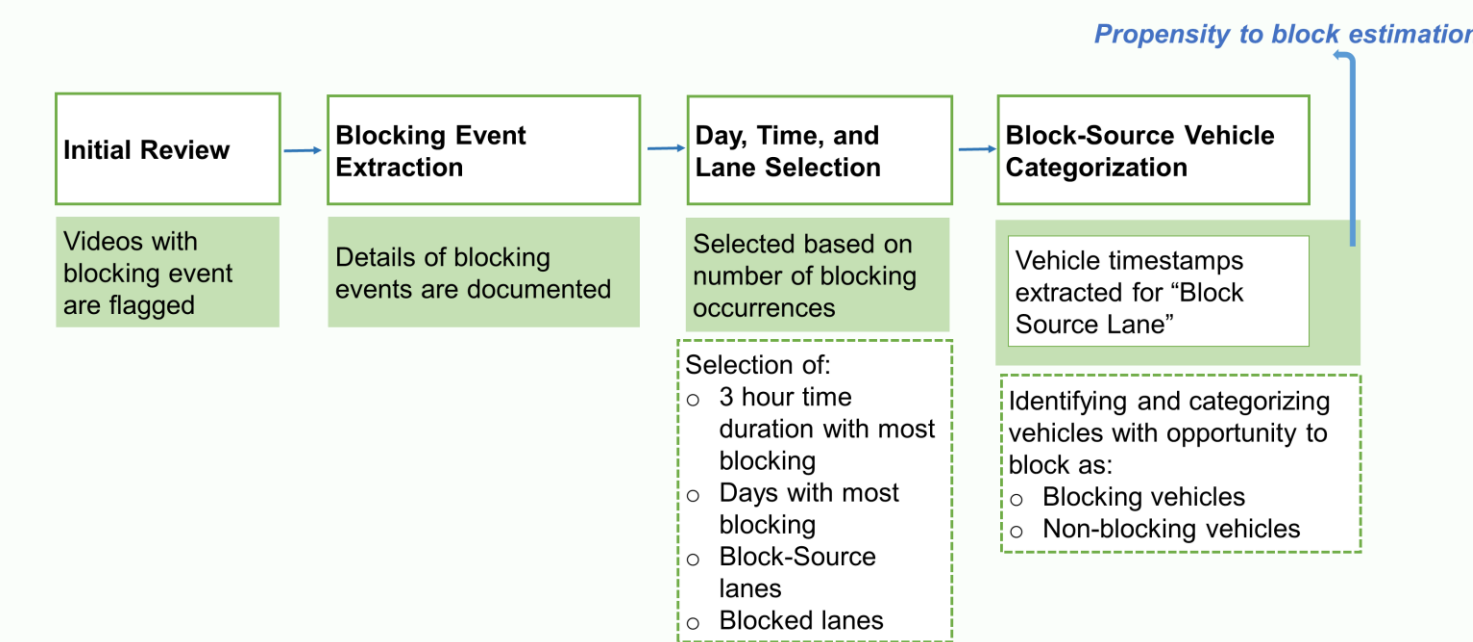 Propensity to block estimation
Initial Review
Blocking Event
Extraction
Day, Time, and
Lane Selection
Block-Source Vehicle
Categorization
Videos with
blocking event
are flagged
Details of blocking
events are documented
Selected based on
number of blocking
occurrences
Vehicle timestamps
extracted for “Block
Source Lane”
Selection of:
○ 3 hour time
duration with most
blocking
○ Days with most
blocking
○ Block-Source
lanes
○ Blocked lanes
Identifying and categorizing
vehicles with opportunity to
block as:
○ Blocking vehicles
○ Non-blocking vehicles